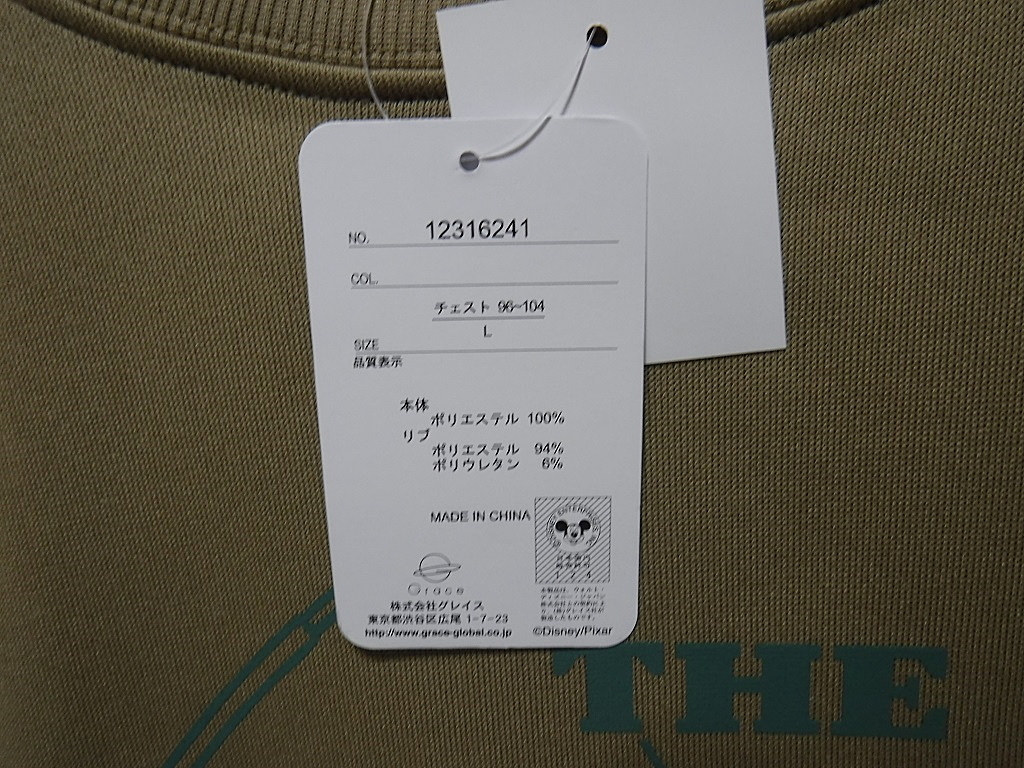 NO. 12316241
COL.
チェスト 96~104
L
SIZE
品質表示
本体
ポリエステル 100%
リブ
ポリエステル 94%
ポリウレタン 6%
MADE IN CHINA
Grace
株式会社グレイス
東京都渋谷区広尾 1-7-23
http://www.grace-global.co.jp
©Disney/Pixar
THE